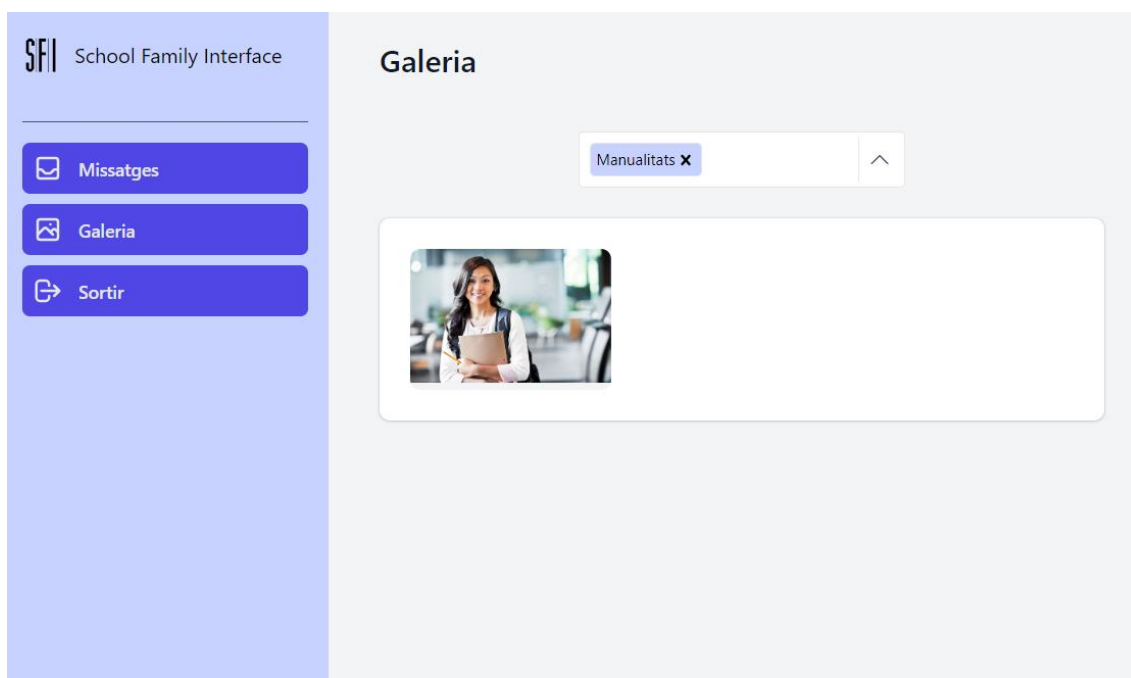 SFI School Family Interface
Missatges
Galeria
Sortir
Galeria
Manualitats ×